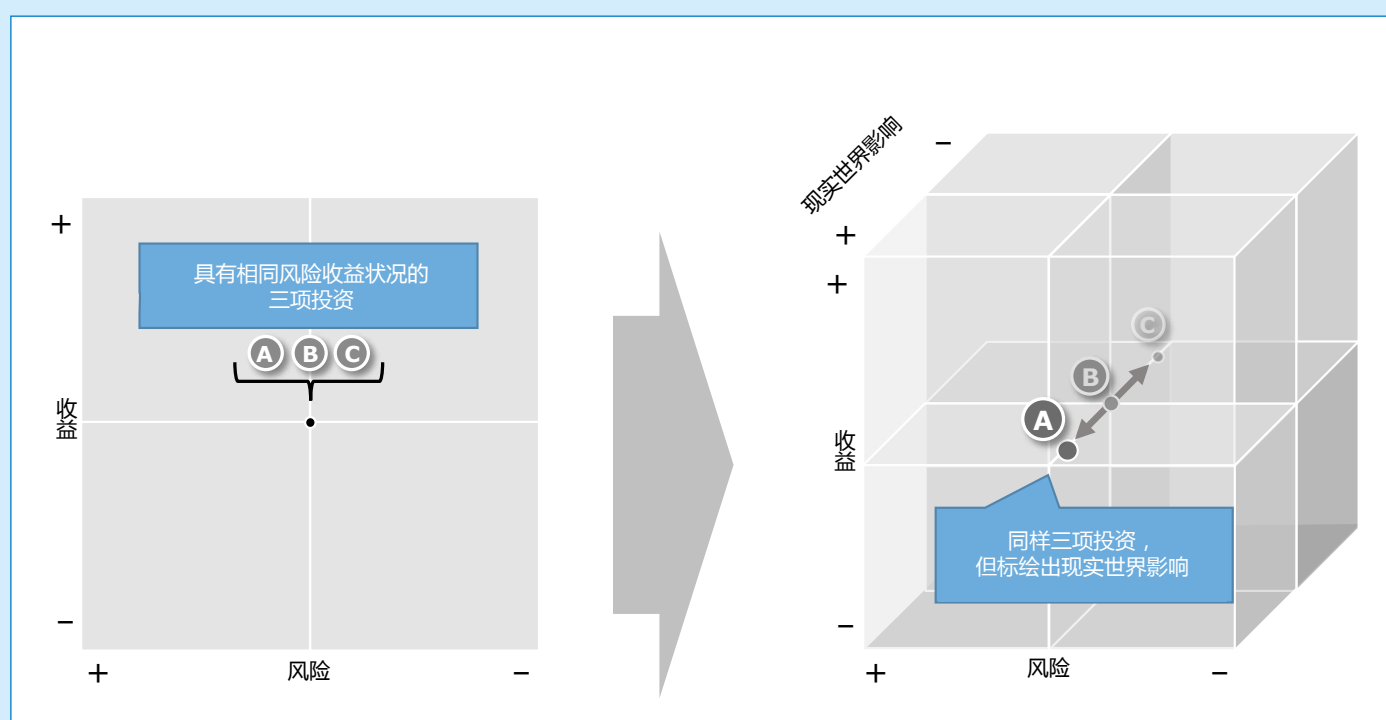 +
具有相同风险收益状况的
三项投资
A B C
收益
−
+ 风险 −
现实世界影响
−
+
+
C
B
A
收益
同样三项投资，
但标绘出现实世界影响
−
+ 风险 −